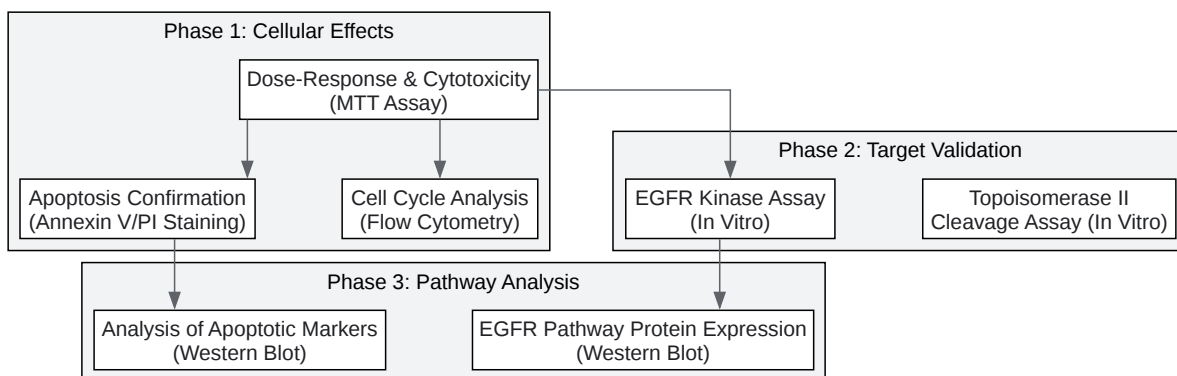 Phase 1: Cellular Effects
Dose-Response & Cytotoxicity
(MTT Assay)
Apoptosis Confirmation
(Annexin V/PI Staining)
Cell Cycle Analysis
(Flow Cytometry)
Phase 2: Target Validation
EGFR Kinase Assay
(In Vitro)
Topoisomerase II
Cleavage Assay (In Vitro)
Phase 3: Pathway Analysis
Analysis of Apoptotic Markers
(Western Blot)
EGFR Pathway Protein Expression
(Western Blot)